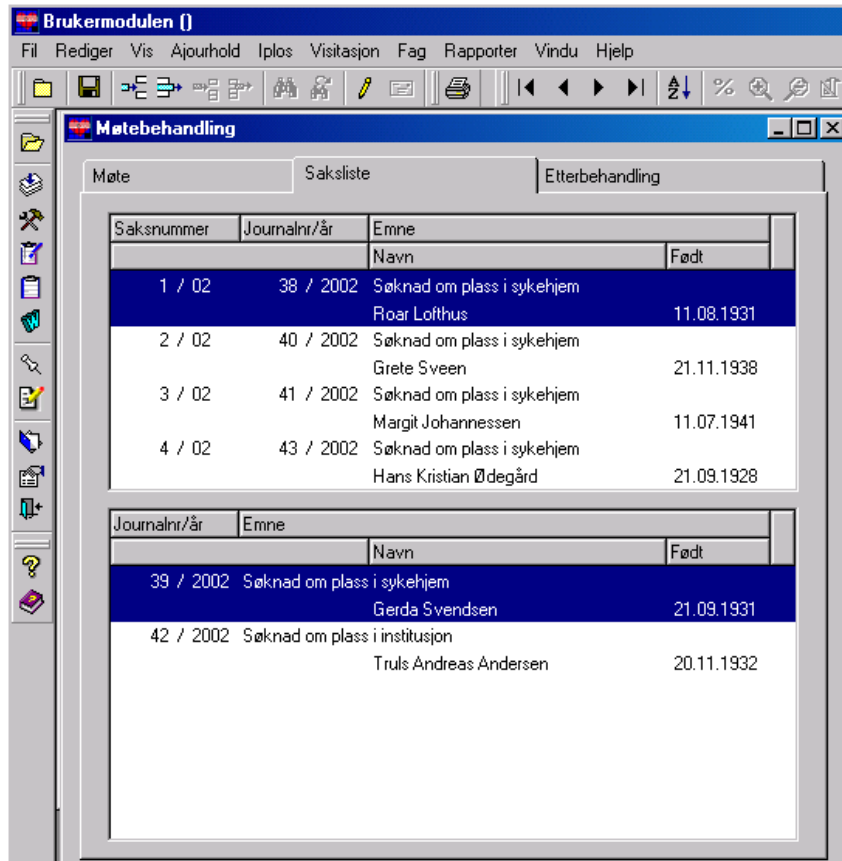 Brukermodulen ()
Fil Rediger Vis Ajourhold Iplos Visitasjon Fag Rapporter Vindu Hjelp
Møtebehandling
Møte Saksliste Etterbehandling
Saksnummer Journalnr/år Emne
Navn Født
1 / 02 38 / 2002 Søknad om plass i sykehjem
Roar Lofthus 11.08.1931
2 / 02 40 / 2002 Søknad om plass i sykehjem
Grete Sveen 21.11.1938
3 / 02 41 / 2002 Søknad om plass i sykehjem
Margit Johannessen 11.07.1941
4 / 02 43 / 2002 Søknad om plass i sykehjem
Hans Kristian Ødegård 21.09.1928
Journalnr/år Emne
Navn Født
39 / 2002 Søknad om plass i sykehjem
Gerda Svendsen 21.09.1931
42 / 2002 Søknad om plass i institusjon
Truls Andreas Andersen 20.11.1932